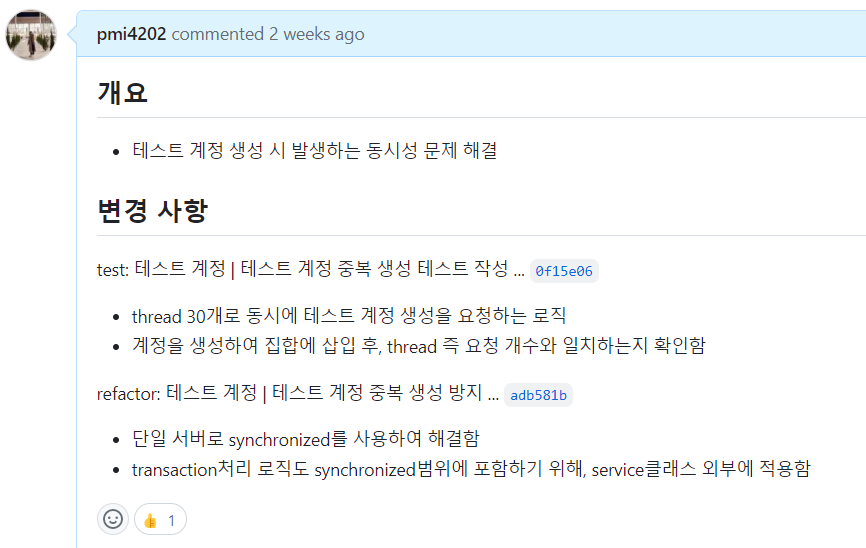 pmi4202 commented 2 weeks ago
개요
테스트 계정 생성 시 발생하는 동시성 문제 해결
변경 사항
test: 테스트 계정 | 테스트 계정 중복 생성 테스트 작성 ... 0f15e06
thread 30개로 동시에 테스트 계정 생성을 요청하는 로직
계정을 생성하여 집합에 삽입 후, thread 즉 요청 개수와 일치하는지 확인함
refactor: 테스트 계정 | 테스트 계정 중복 생성 방지 ... adb581b
단일 서버로 synchronized를 사용하여 해결함
transaction처리 로직도 synchronized범위에 포함하기 위해, service클래스 외부에 적용함
1